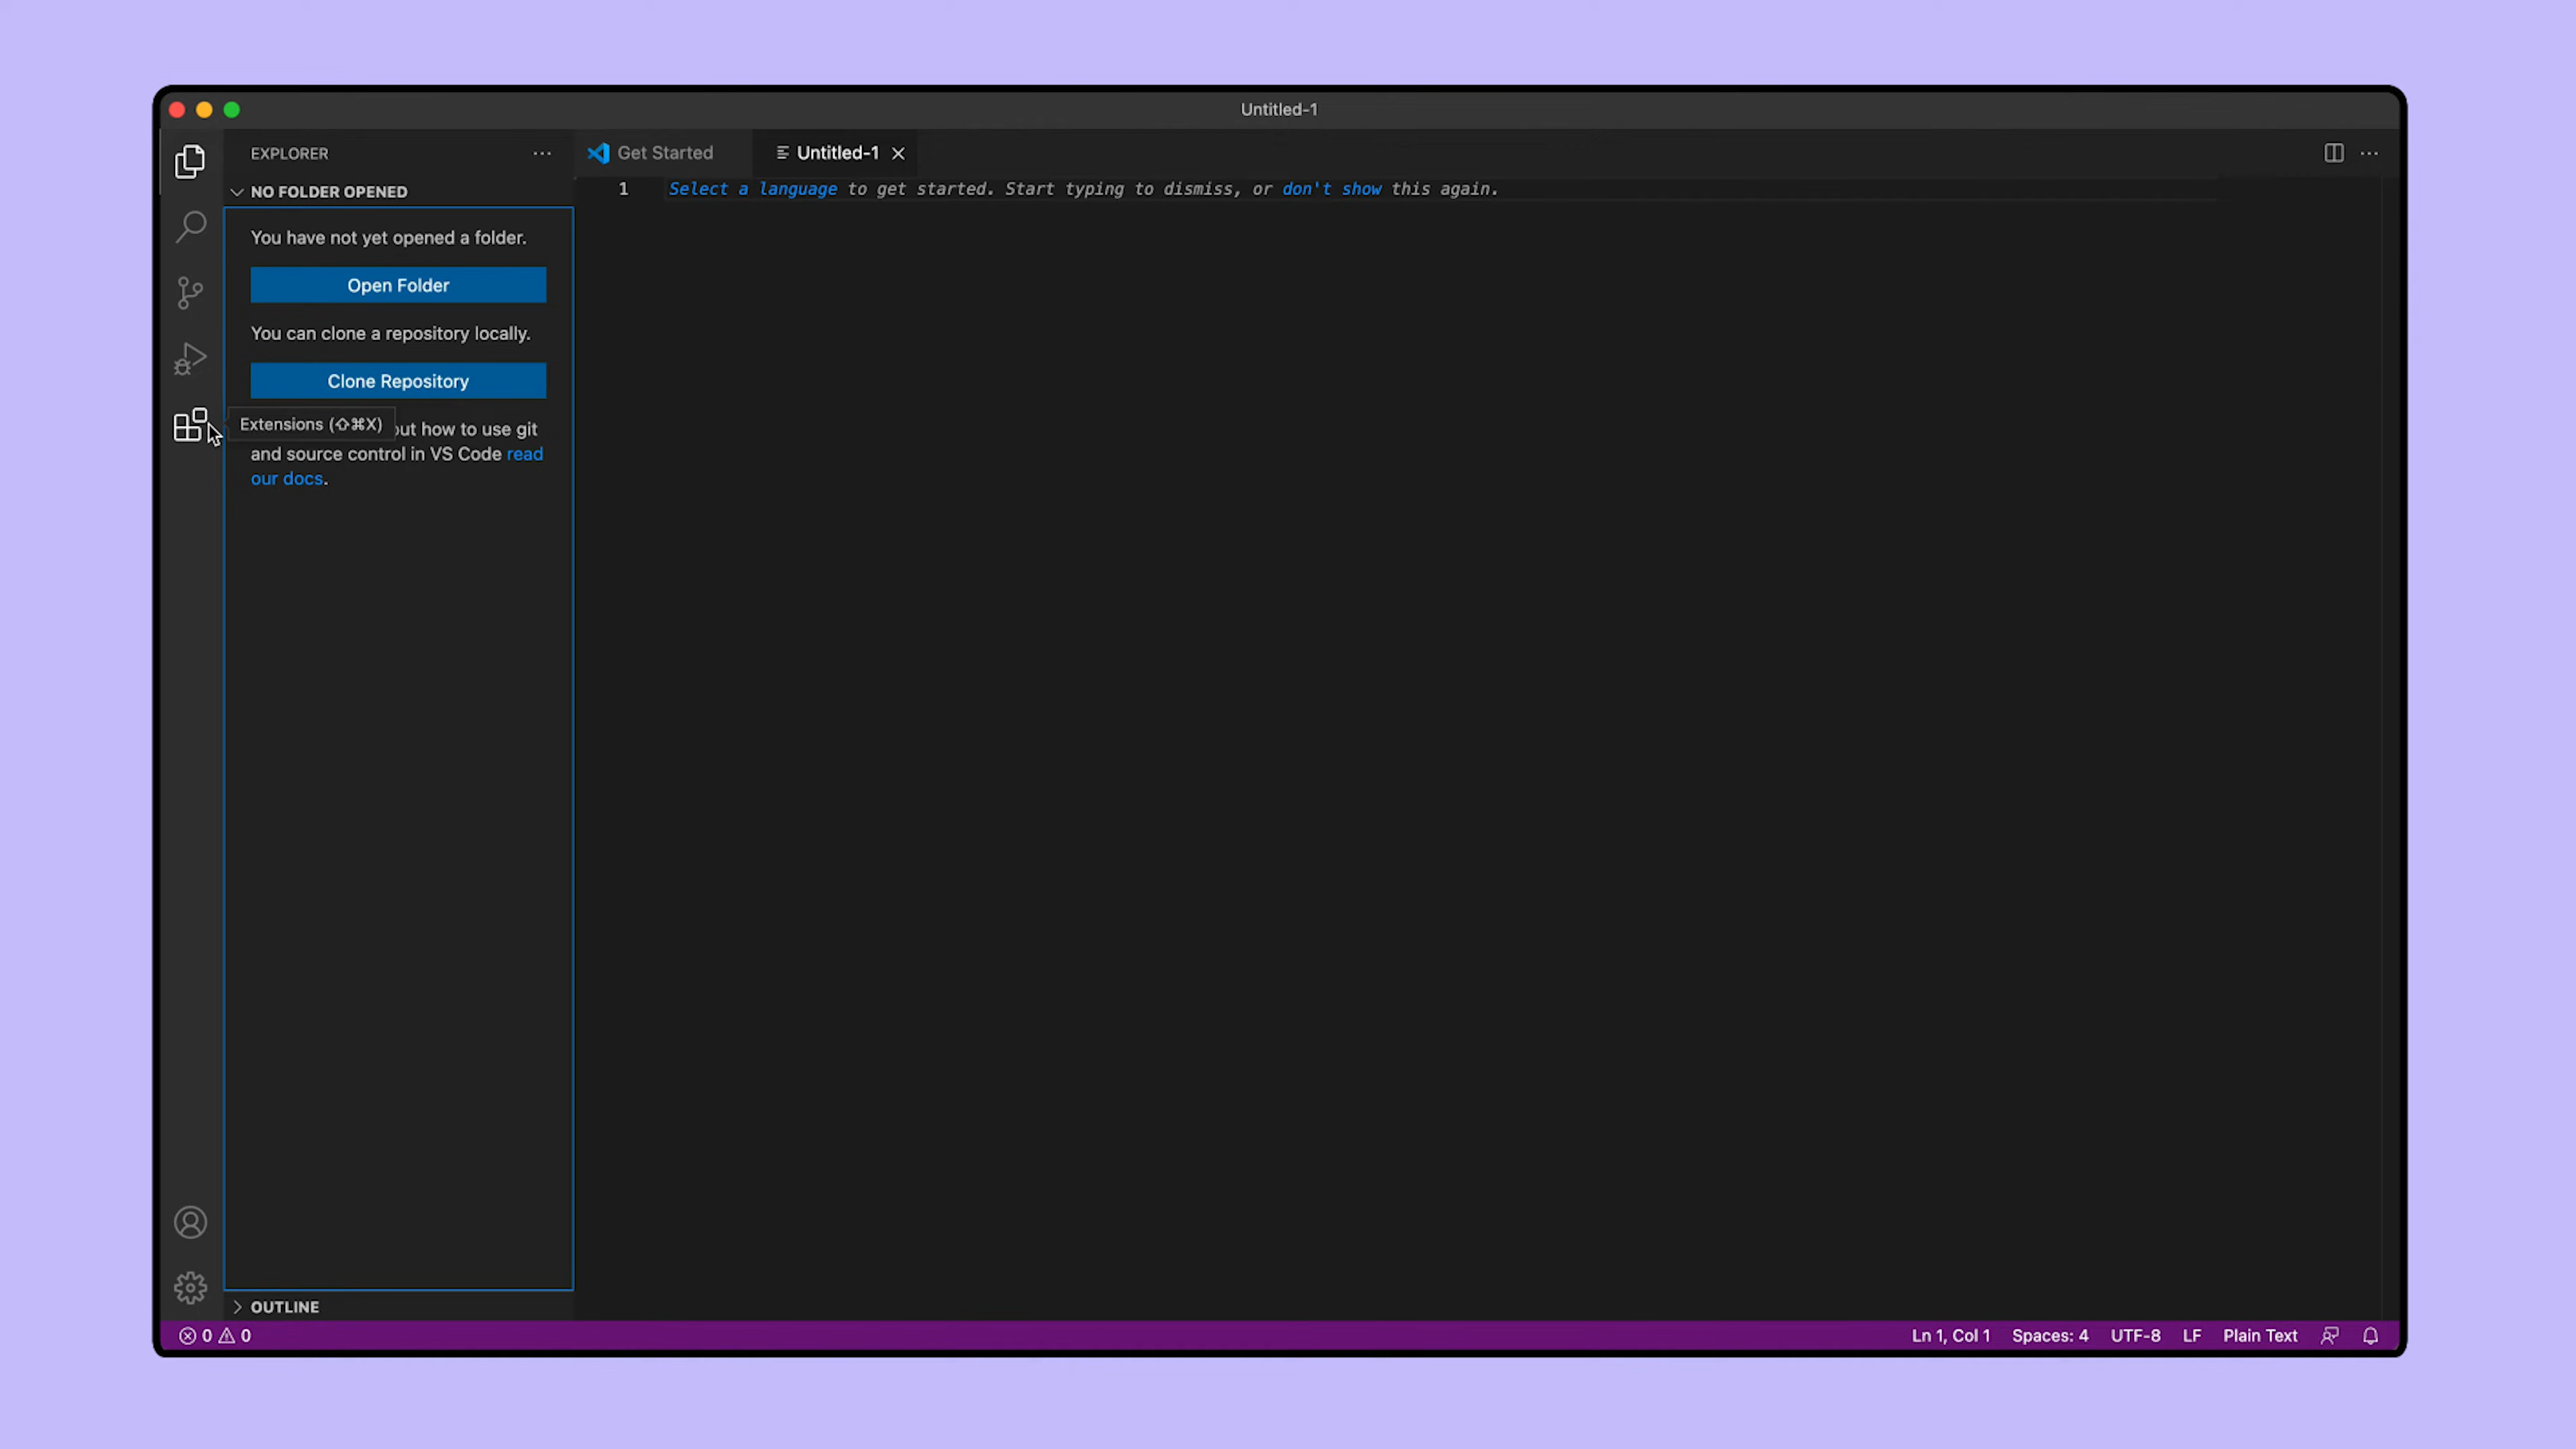 Untitled-1
EXPLORER
Get Started
Untitled-1
NO FOLDER OPENED
1 Select a language to get started. Start typing to dismiss, or don't show this again.
You have not yet opened a folder.
Open Folder
You can clone a repository locally.
Clone Repository
Extensions (⇧⌘X)
out how to use git
and source control in VS Code read
our docs.
OUTLINE
0 0
Ln 1, Col 1 Spaces: 4 UTF-8 LF Plain Text